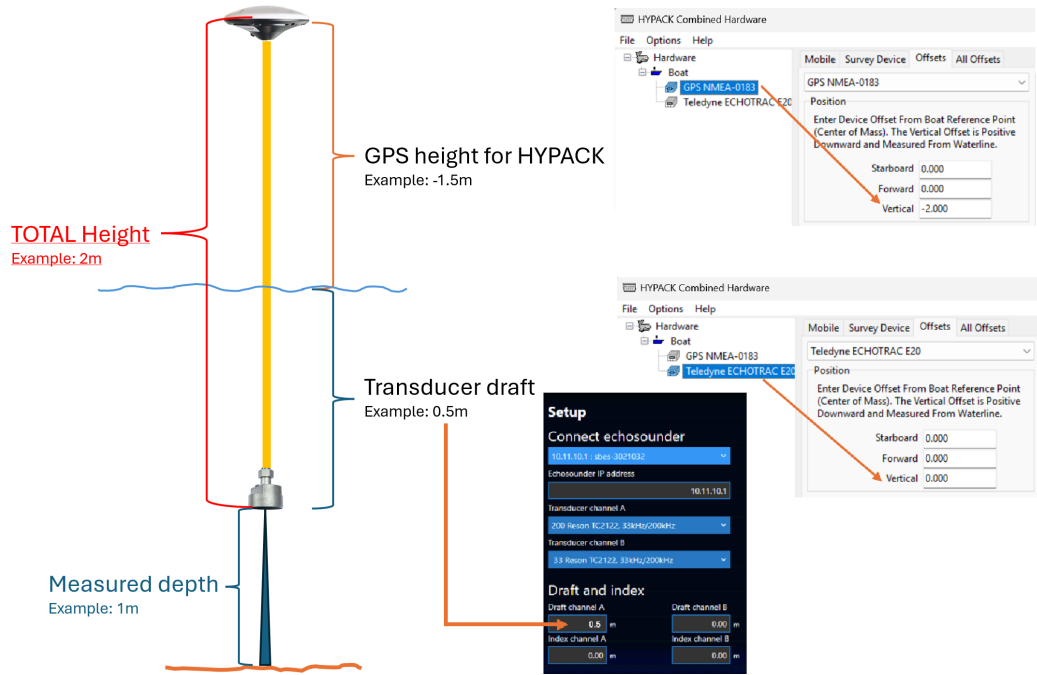 GPS height for HYPACK
Example: -1.5m
TOTAL Height
Example: 2m
Transducer draft
Example: 0.5m
Measured depth
Example: 1m
HYPACK Combined Hardware
File Options Help
Hardware
Boat
GPS NMEA-0183
Teledyne ECHOTRAC E20
Mobile Survey Device Offsets All Offsets
GPS NMEA-0183
Position
Enter Device Offset From Boat Reference Point
(Center of Mass). The Vertical Offset is Positive
Downward and Measured From Waterline.
Starboard 0.000
Forward 0.000
Vertical -2.000
HYPACK Combined Hardware
File Options Help
Hardware
Boat
GPS NMEA-0183
Teledyne ECHOTRAC E20
Mobile Survey Device Offsets All Offsets
Teledyne ECHOTRAC E20
Position
Enter Device Offset From Boat Reference Point
(Center of Mass). The Vertical Offset is Positive
Downward and Measured From Waterline.
Starboard 0.000
Forward 0.000
Vertical 0.000
Setup
Connect echosounder
10.11.10.1 : sbes-3021032
Echosounder IP address
10.11.10.1
Transducer channel A
200 Reson TC2122, 33kHz/200kHz
Transducer channel B
33 Reson TC2122, 33kHz/200kHz
Draft and index
Draft channel A Draft channel B
0.5 m 0.00 m
Index channel A Index channel B
0.00 m 0.00 m